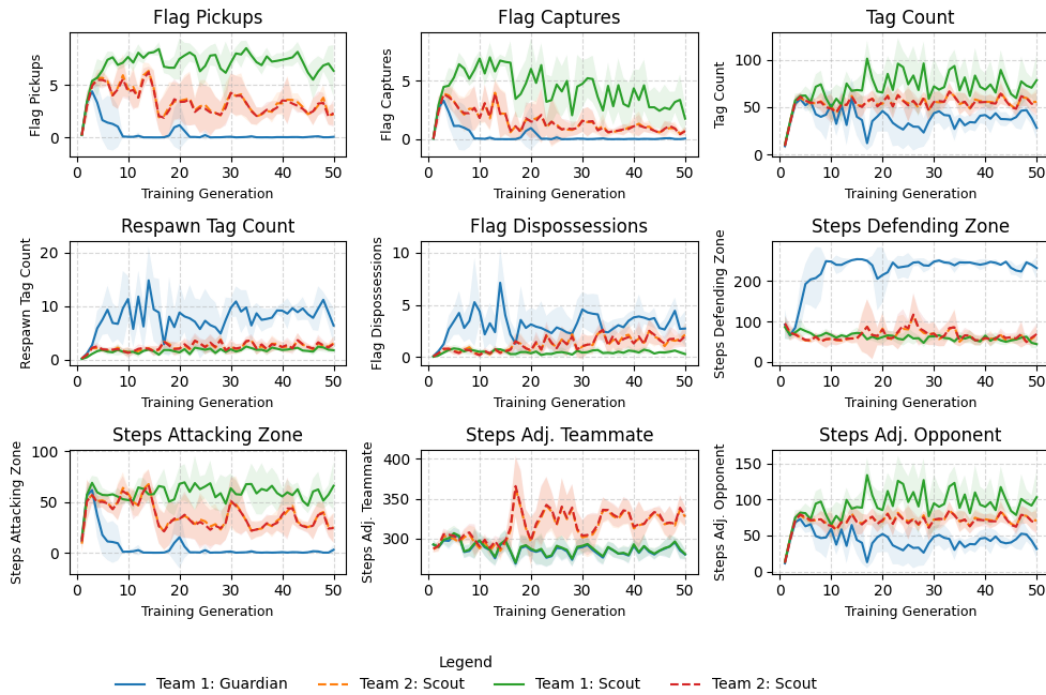 Flag Pickups
Flag Pickups
0
5
0 10 20 30 40 50
Training Generation
Flag Captures
Flag Captures
0
5
0 10 20 30 40 50
Training Generation
Tag Count
Tag Count
0
50
100
0 10 20 30 40 50
Training Generation
Respawn Tag Count
Respawn Tag Count
0
10
20
0 10 20 30 40 50
Training Generation
Flag Dispossessions
Flag Dispossessions
0
5
10
0 10 20 30 40 50
Training Generation
Steps Defending Zone
Steps Defending Zone
0
100
200
0 10 20 30 40 50
Training Generation
Steps Attacking Zone
Steps Attacking Zone
0
50
100
0 10 20 30 40 50
Training Generation
Steps Adj. Teammate
Steps Adj. Teammate
300
350
400
0 10 20 30 40 50
Training Generation
Steps Adj. Opponent
Steps Adj. Opponent
0
50
100
150
0 10 20 30 40 50
Training Generation
Legend
Team 1: Guardian Team 2: Scout Team 1: Scout Team 2: Scout